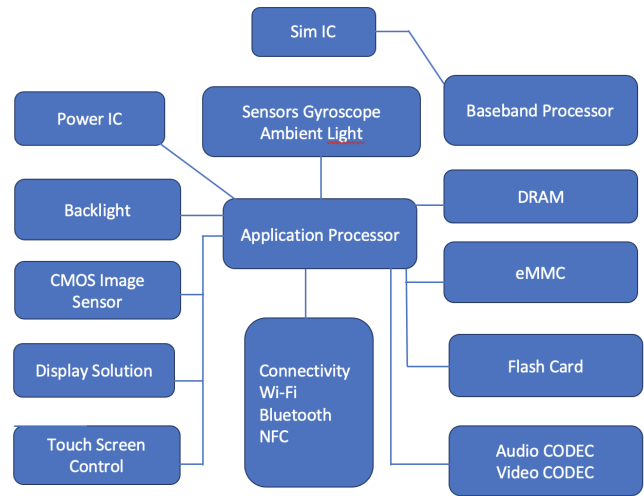 Sim IC
Baseband Processor
Power IC
Sensors Gyroscope
Ambient Light
Backlight
Application Processor
DRAM
CMOS Image
Sensor
eMMC
Display Solution
Connectivity
Wi-Fi
Bluetooth
NFC
Flash Card
Touch Screen
Control
Audio CODEC
Video CODEC